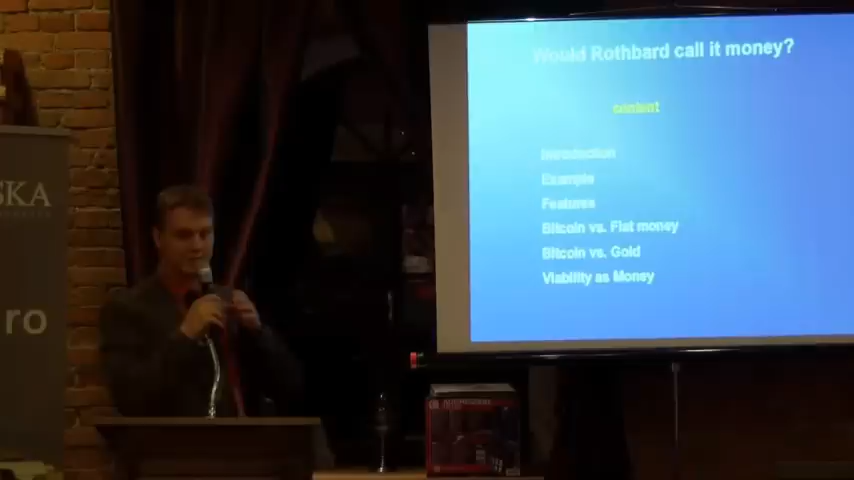 Would Rothbard call it money?
content
Introduction
Example
Features
Bitcoin vs. Fiat money
Bitcoin vs. Gold
Viability as Money
SKA
ro